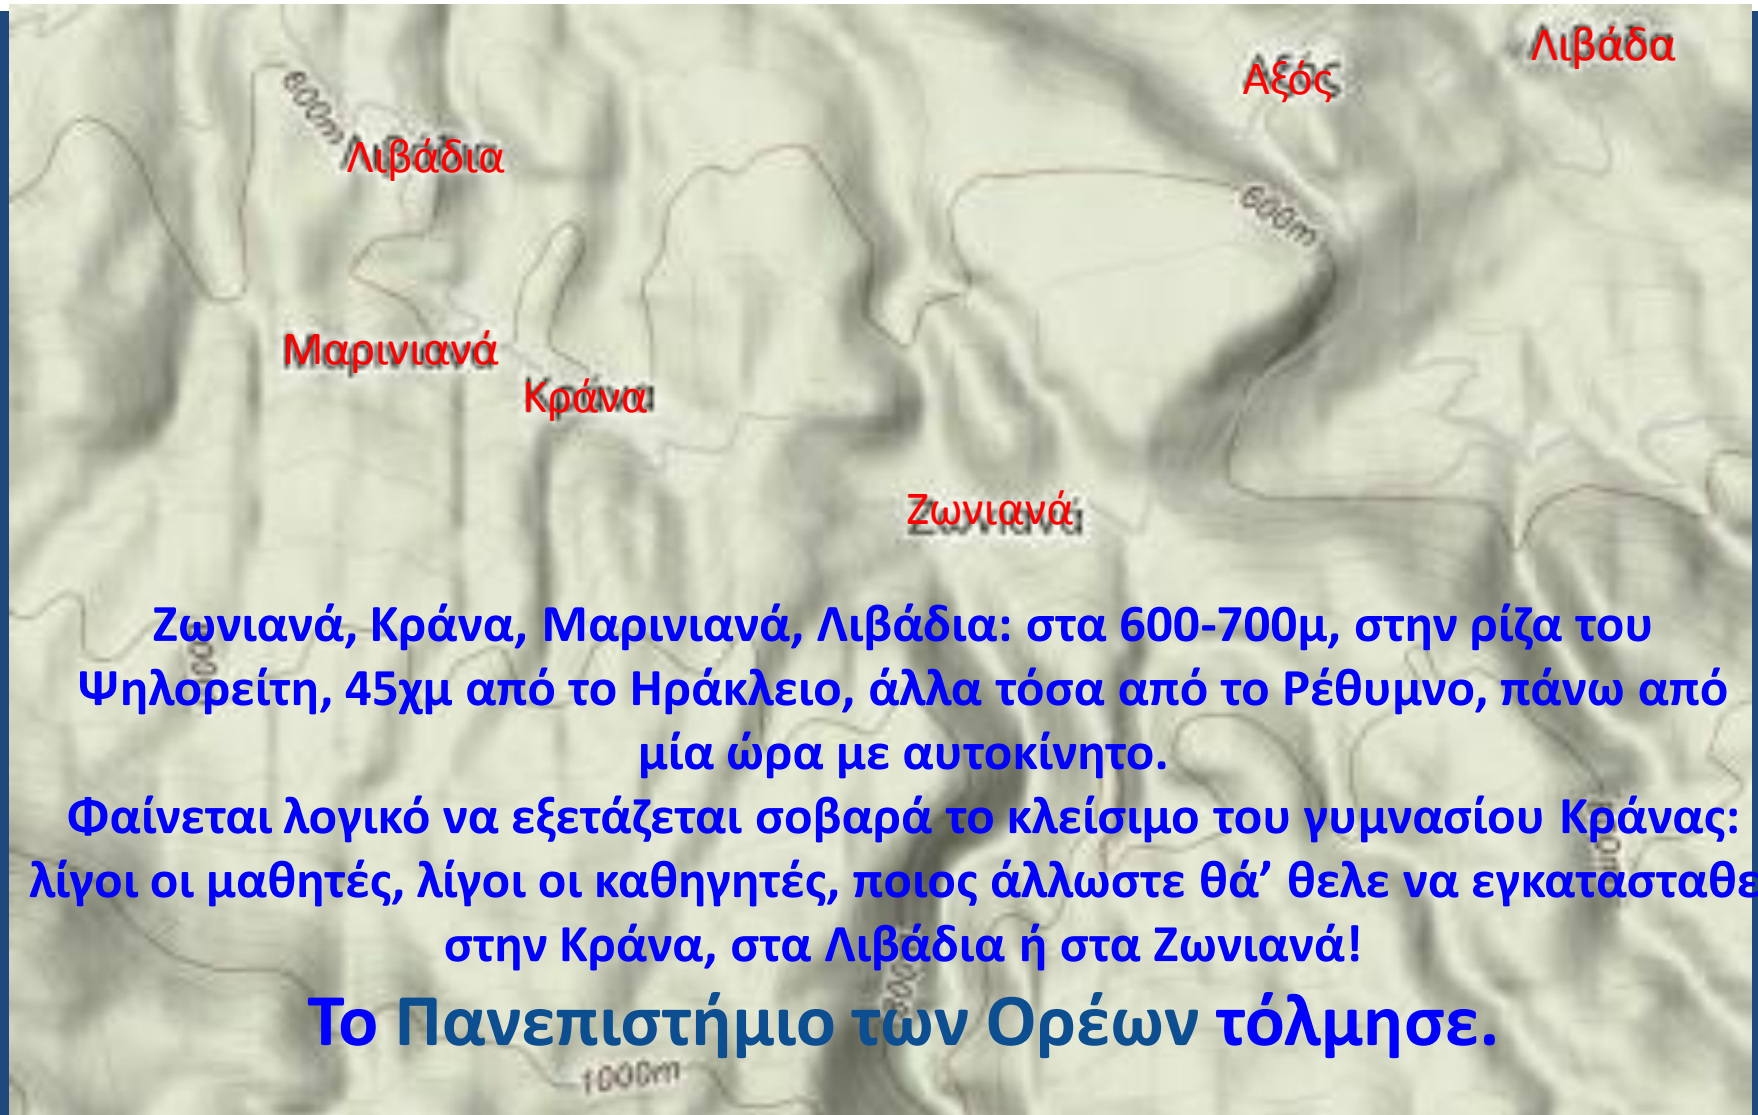 Λιβάδα
Αξός
600m
Λιβάδια
600m
Μαρινιανά
Κράνα
Ζωνιανά
Ζωνιανά, Κράνα, Μαρινιανά, Λιβάδια: στα 600-700μ, στην ρίζα του
Ψηλορείτη, 45χμ από το Ηράκλειο, άλλα τόσα από το Ρέθυμνο, πάνω από
μία ώρα με αυτοκίνητο.
Φαίνεται λογικό να εξετάζεται σοβαρά το κλείσιμο του γυμνασίου Κράνας:
λίγοι οι μαθητές, λίγοι οι καθηγητές, ποιος άλλωστε θά’ θελε να εγκατασταθε
στην Κράνα, στα Λιβάδια ή στα Ζωνιανά!
Το Πανεπιστήμιο των Ορέων τόλμησε.
1000m